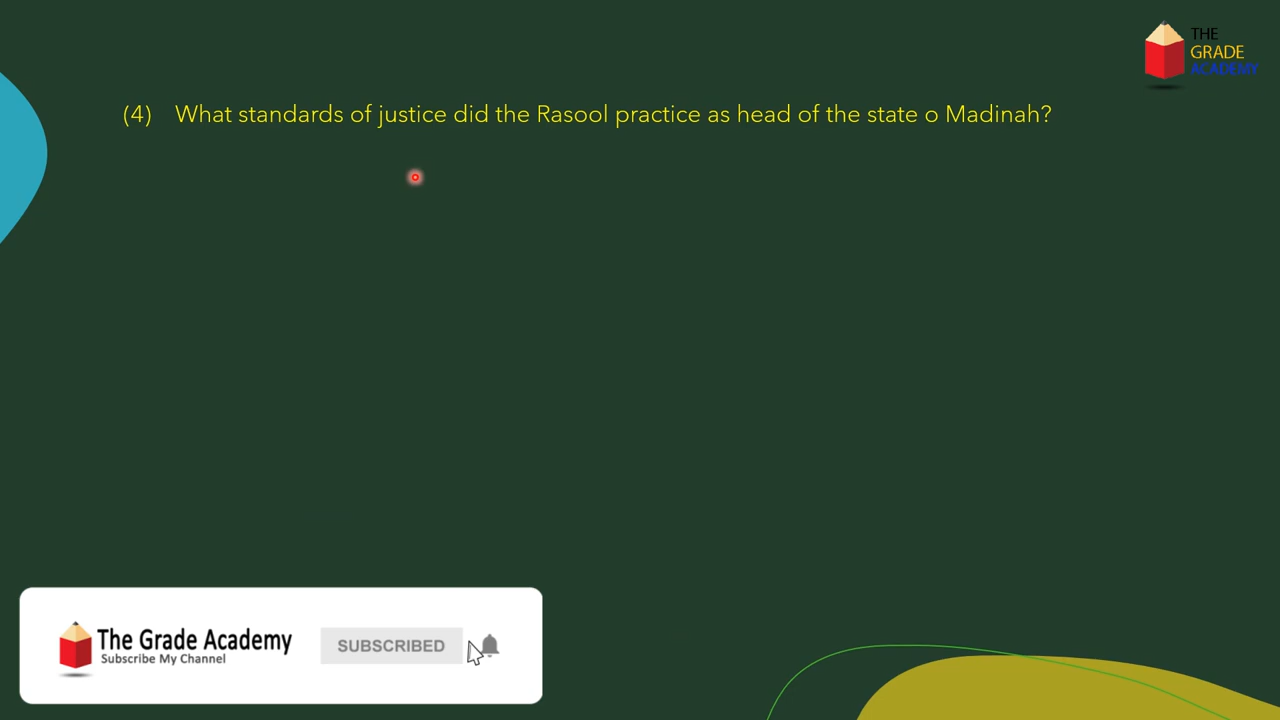 THE
GRADE
ACADEMY
(4) What standards of justice did the Rasool practice as head of the state o Madinah?
The Grade Academy
Subscribe My Channel
SUBSCRIBED